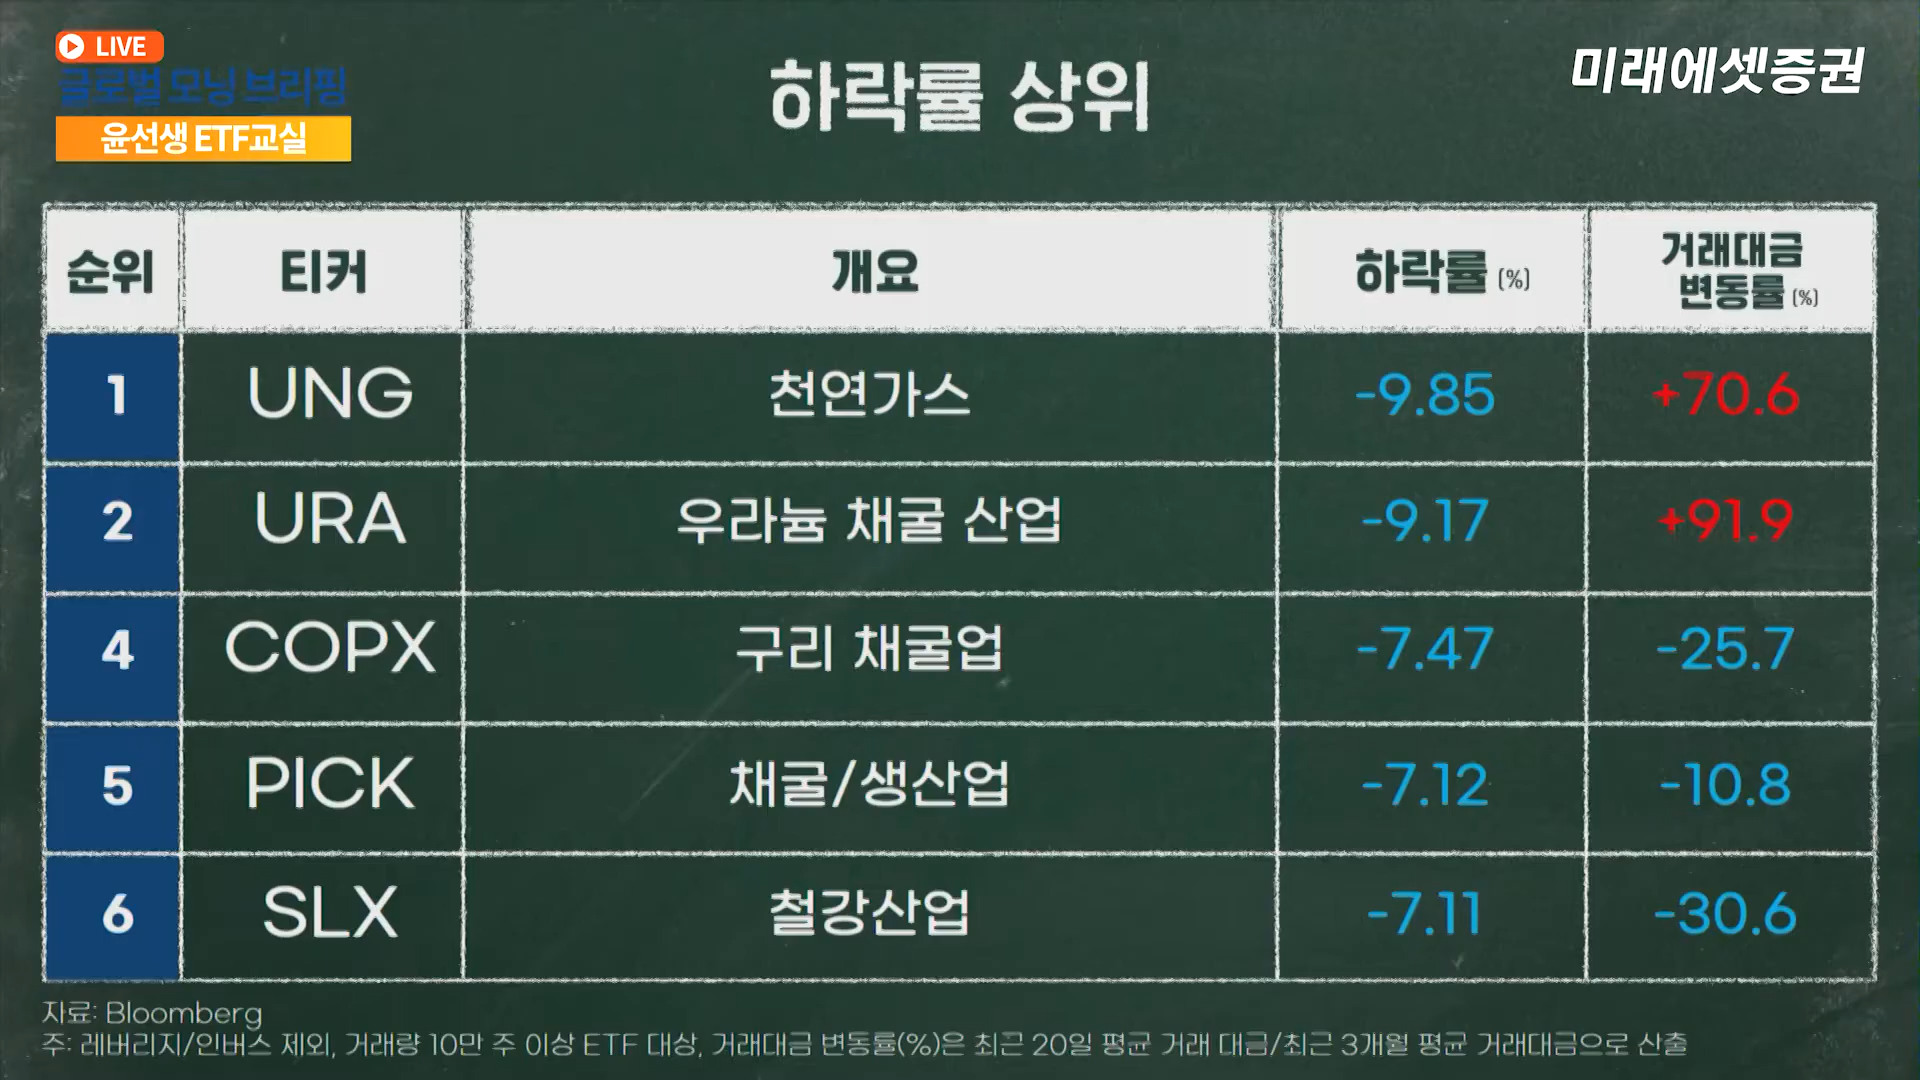 LIVE
글로벌 모닝 브리핑
윤선생 ETF교실
하락률 상위
미래에셋증권
순위 티커 개요 하락률 (%) 거래대금 변동률 (%)
1 UNG 천연가스 -9.85 +70.6
2 URA 우라늄 채굴 산업 -9.17 +91.9
4 COPX 구리 채굴업 -7.47 -25.7
5 PICK 채굴/생산업 -7.12 -10.8
6 SLX 철강산업 -7.11 -30.6
자료: Bloomberg
주: 레버리지/인버스 제외, 거래량 10만 주 이상 ETF 대상, 거래대금 변동률(%)은 최근 20일 평균 거래 대금/최근 3개월 평균 거래대금으로 산출